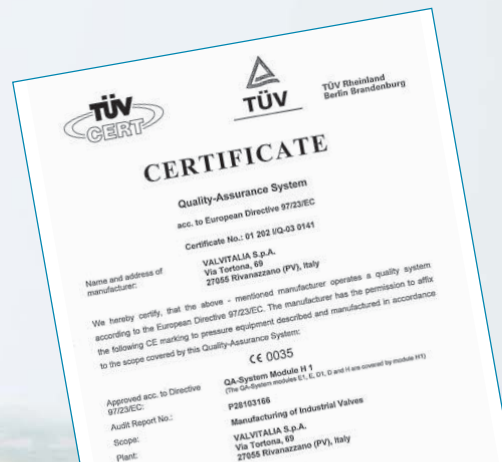 TÜV
CERT
TÜV
TÜV Rheinland
Berlin Brandenburg
CERTIFICATE
Quality-Assurance System
acc. to European Directive 97/23/EC
Certificate No.: 01 202 I/Q-03 0141
Name and address of
manufacturer:
VALVITALIA S.p.A.
Via Tortona, 69
27055 Rivanazzano (PV), Italy
We hereby certify, that the above - mentioned manufacturer operates a quality system
according to the European Directive 97/23/EC. The manufacturer has the permission to affix
the following CE marking to pressure equipment described and manufactured in accordance
to the scope covered by this Quality-Assurance System:
CE 0035
Approved acc. to Directive
97/23/EC:
QA-System Module H 1
(The QA-System modules E1, E, D1, D and H are covered by module H1)
Audit Report No.:
P28103166
Scope:
Manufacturing of Industrial Valves
Plant:
VALVITALIA S.p.A.
Via Tortona, 69
27055 Rivanazzano (PV), Italy